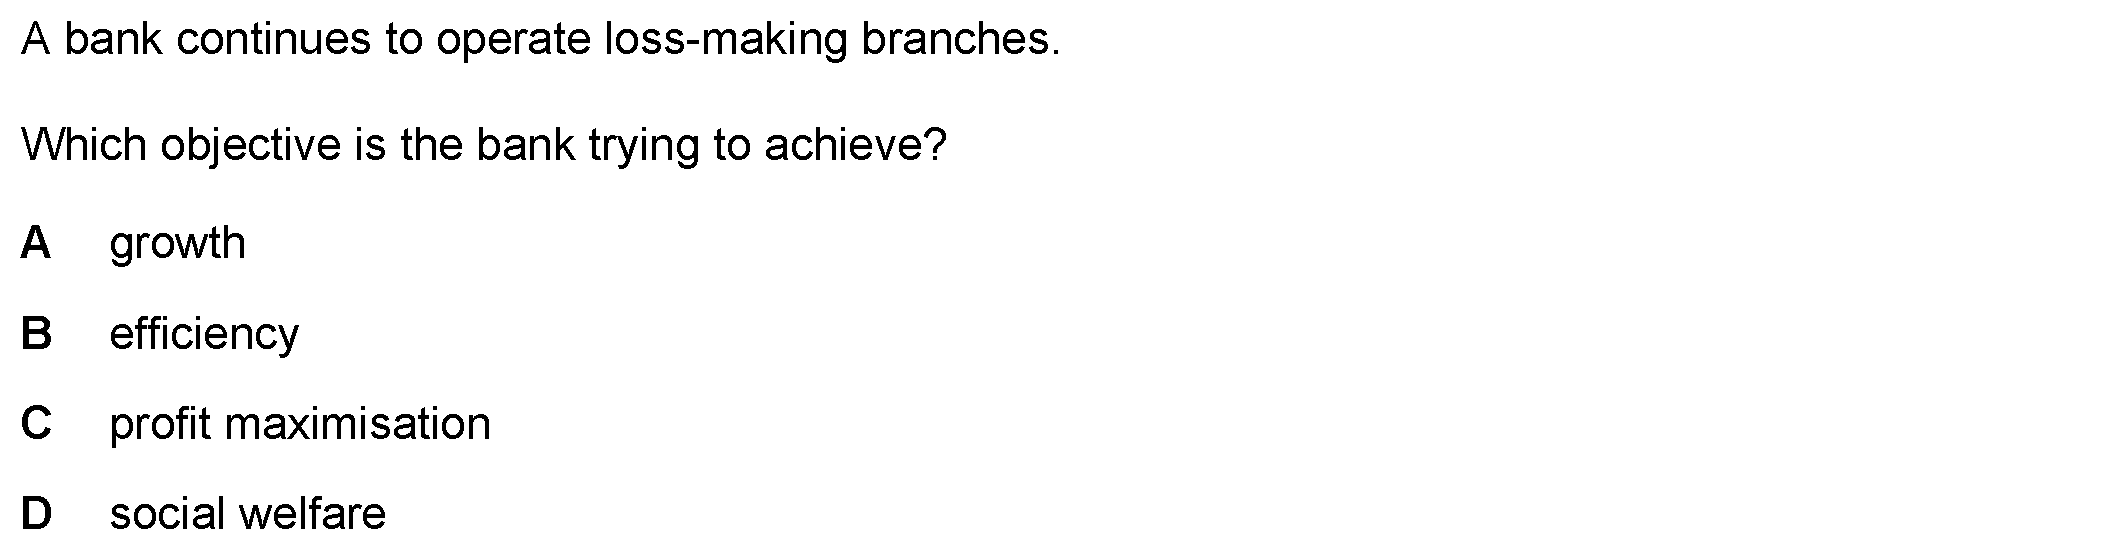 A bank continues to operate loss-making branches.
Which objective is the bank trying to achieve?
A growth
B efficiency
C profit maximisation
D social welfare